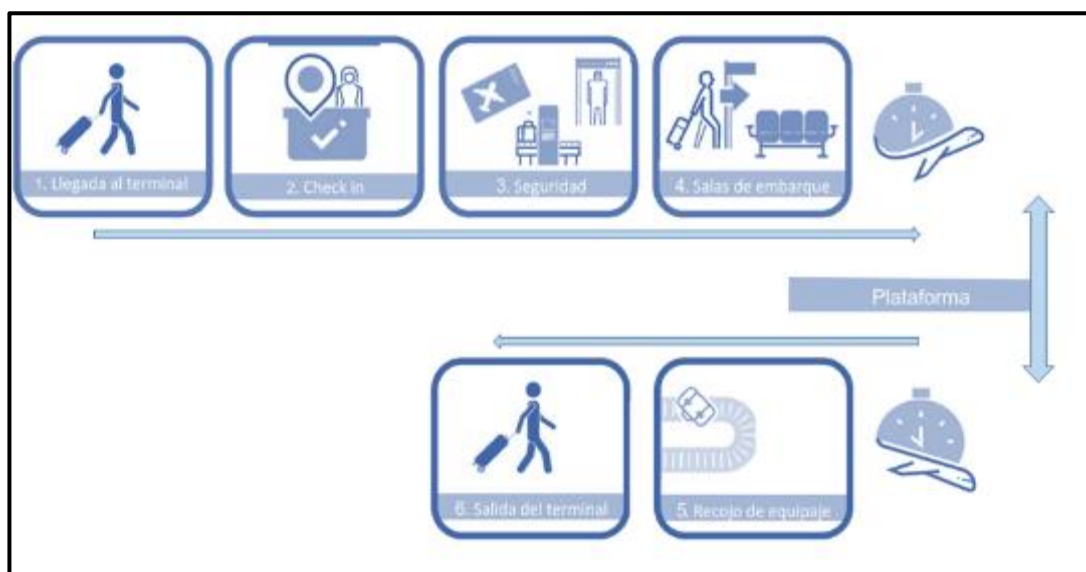 1. Llegada al terminal
2. Check in
3. Seguridad
4. Salas de embarque
Plataforma
6. Salida del terminal
5. Recojo de equipaje